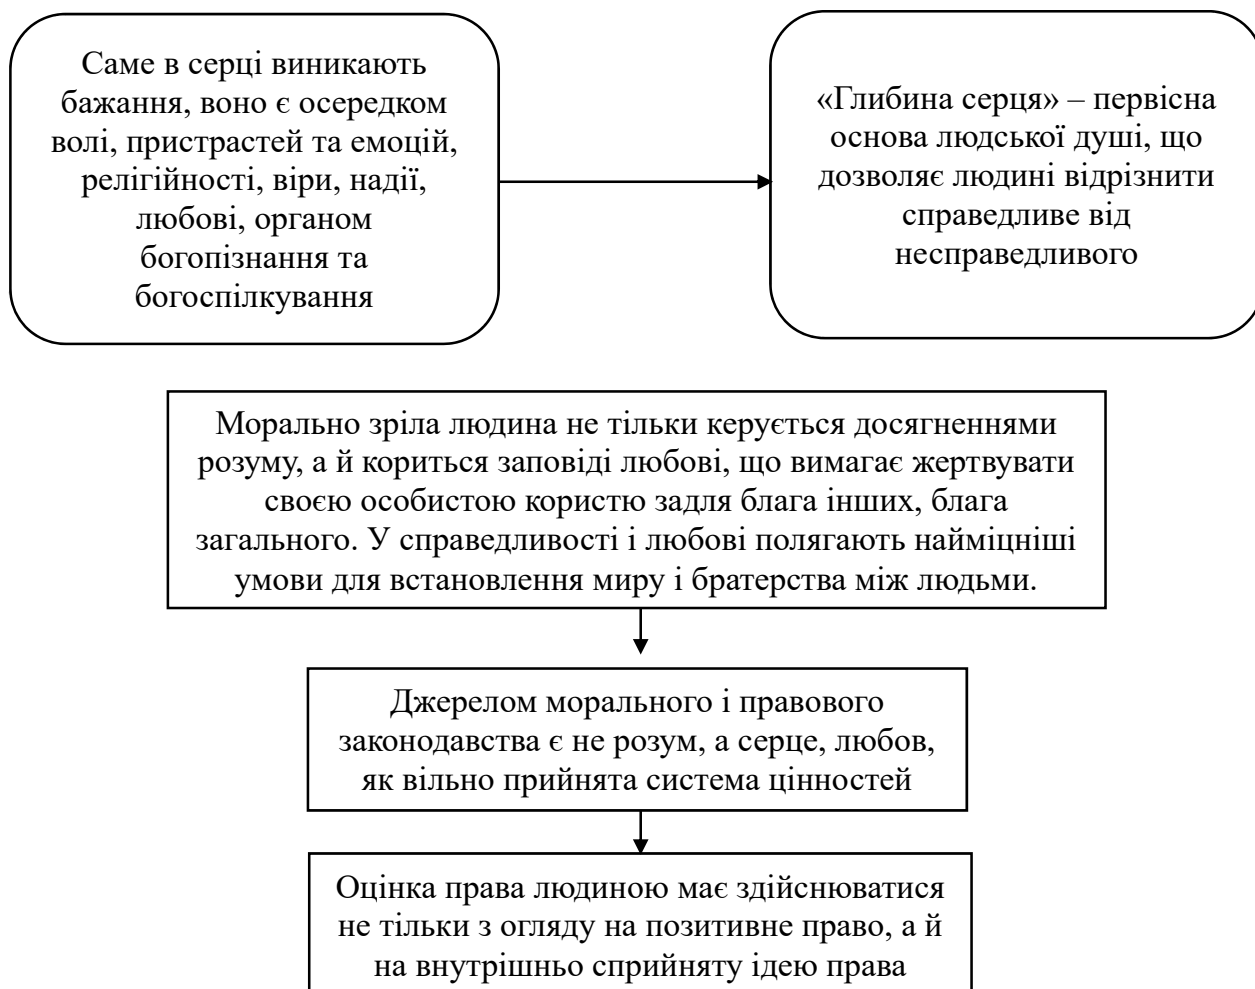 Саме в серці виникають
бажання, воно є осередком
волі, пристрастей та емоцій,
релігійності, віри, надії,
любові, органом
богопізнання та
богоспілкування
«Глибина серця» – первісна
основа людської душі, що
дозволяє людині відрізнити
справедливе від
несправедливого
Морально зріла людина не тільки керується досягненнями
розуму, а й кориться заповіді любові, що вимагає жертвувати
своєю особистою користю задля блага інших, блага
загального. У справедливості і любові полягають найміцніші
умови для встановлення миру і братерства між людьми.
Джерелом морального і правового
законодавства є не розум, а серце, любов,
як вільно прийнята система цінностей
Оцінка права людиною має здійснюватися
не тільки з огляду на позитивне право, а й
на внутрішньо сприйняту ідею права